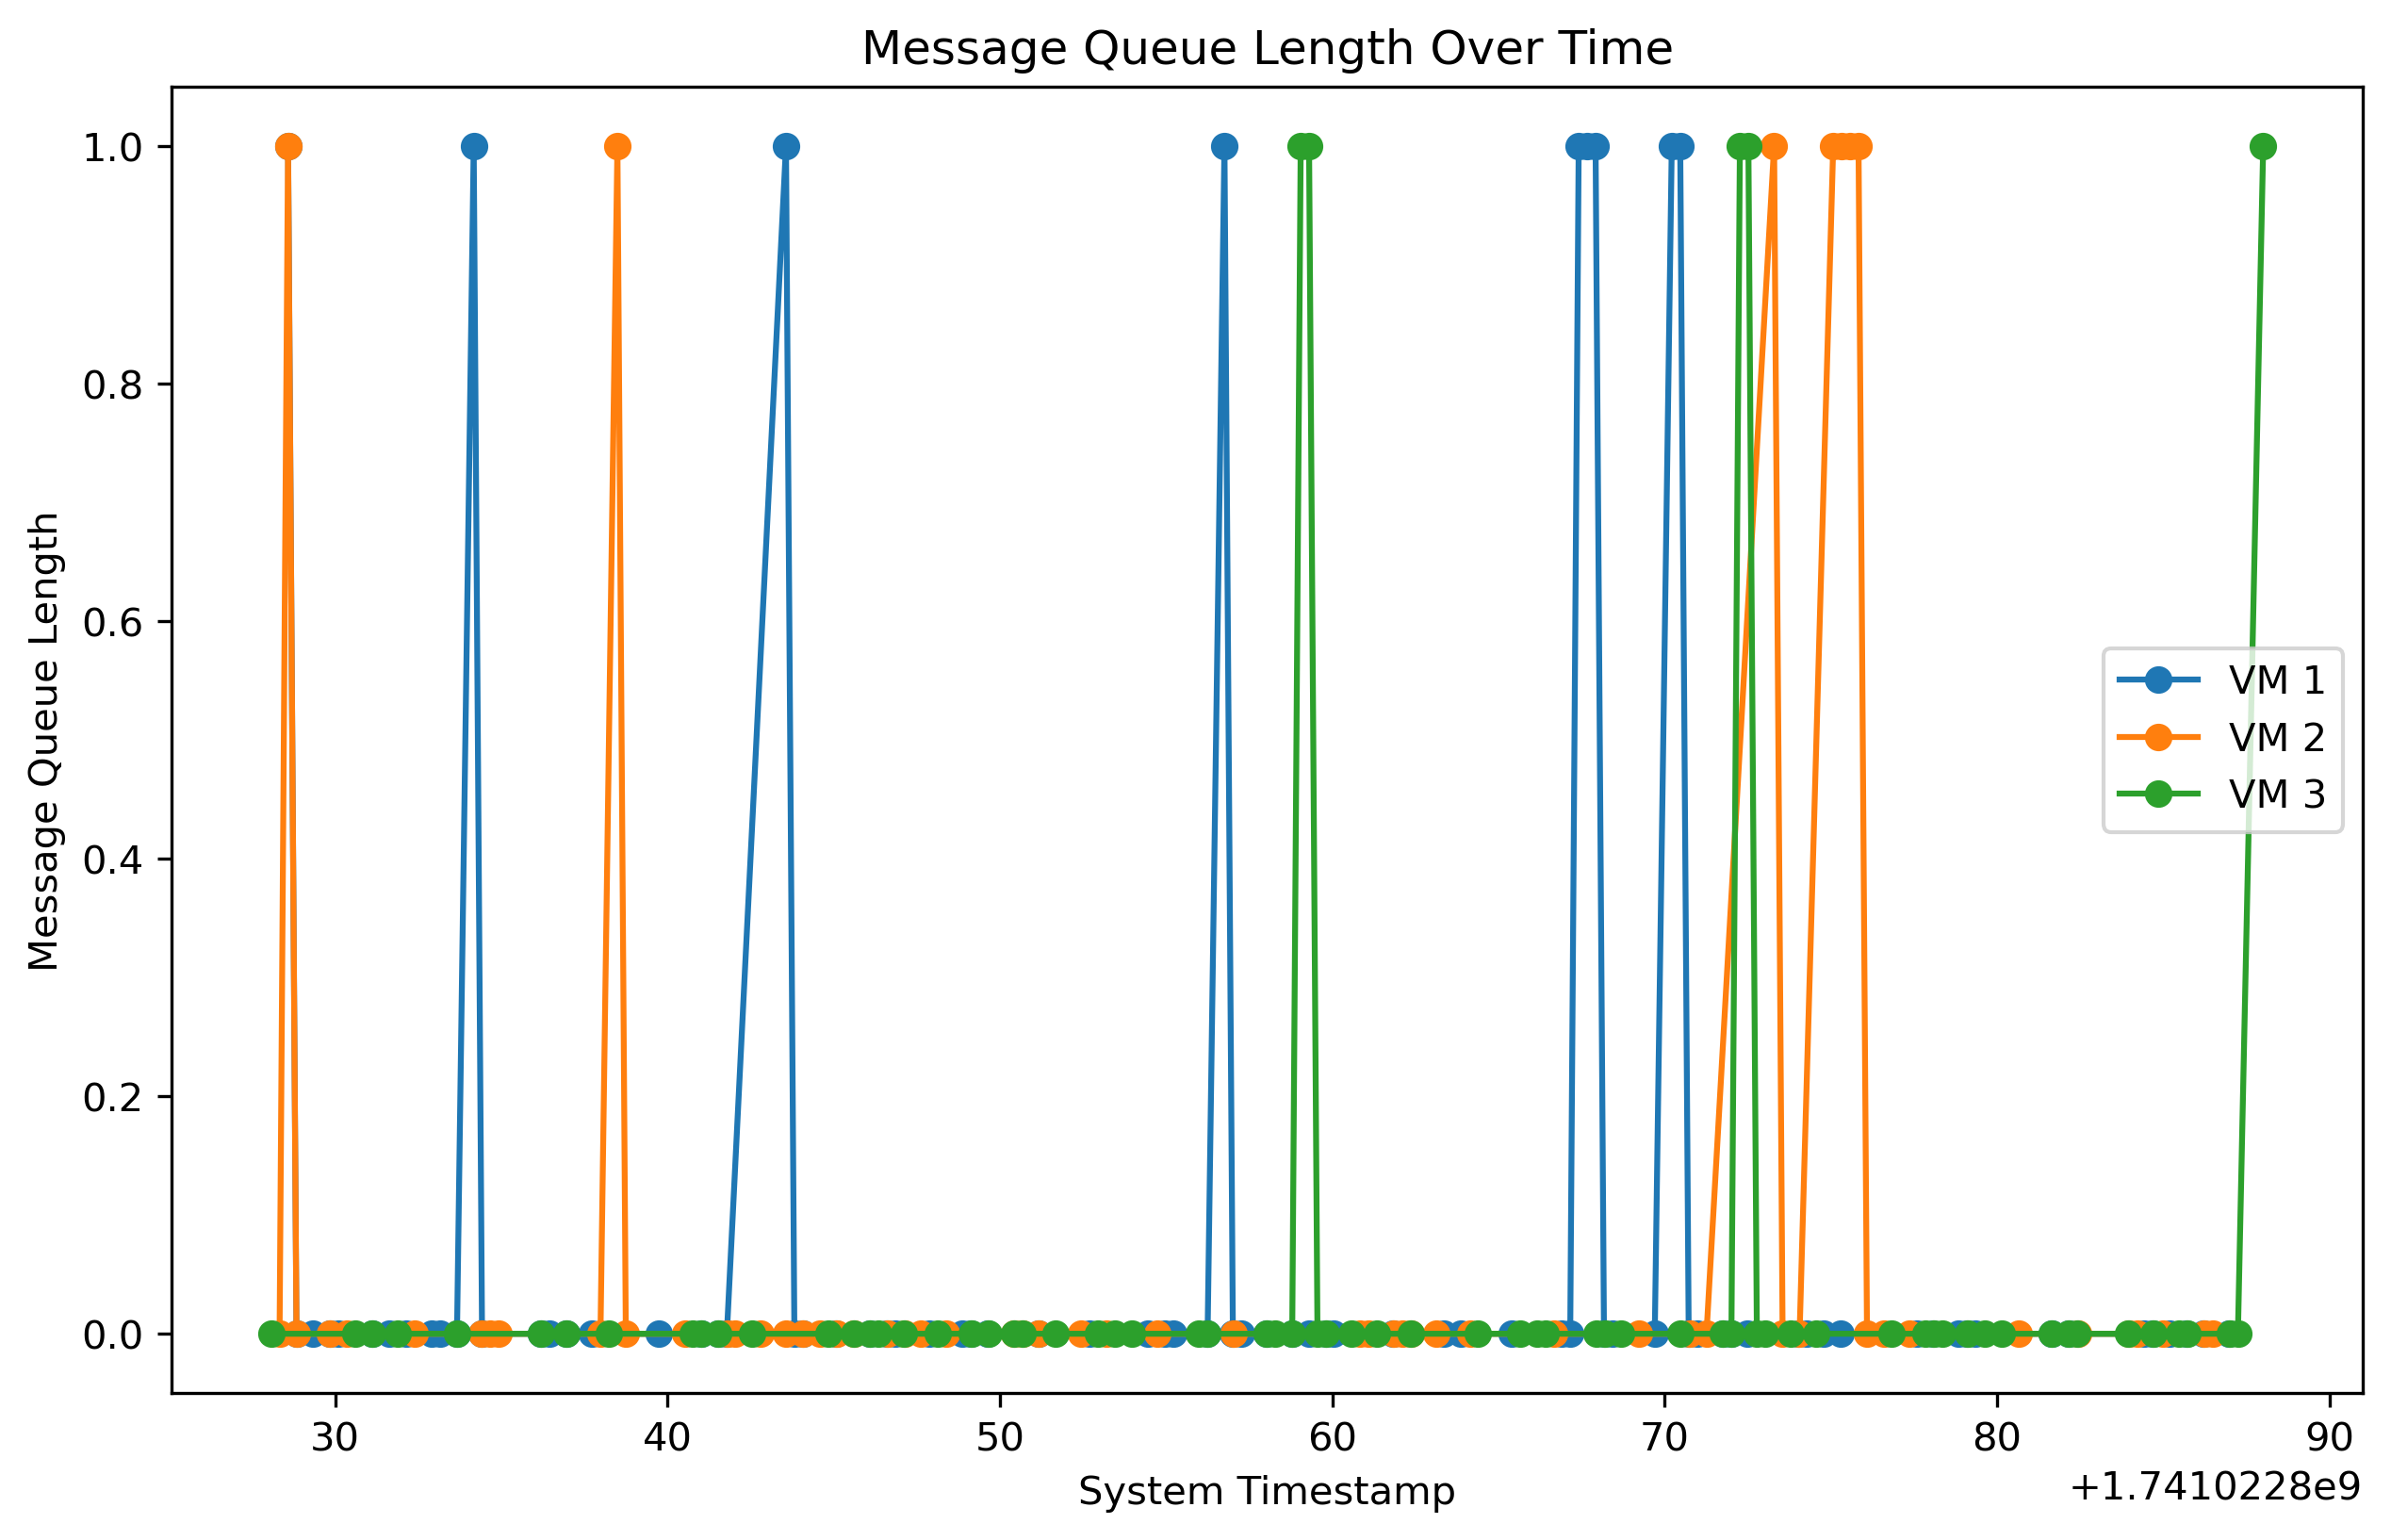 Message Queue Length Over Time
1.0
0.8
0.6
0.4
0.2
0.0
Message Queue Length
VM 1
VM 2
VM 3
30 40 50 60 70 80 90
System Timestamp
+1.7410228e9